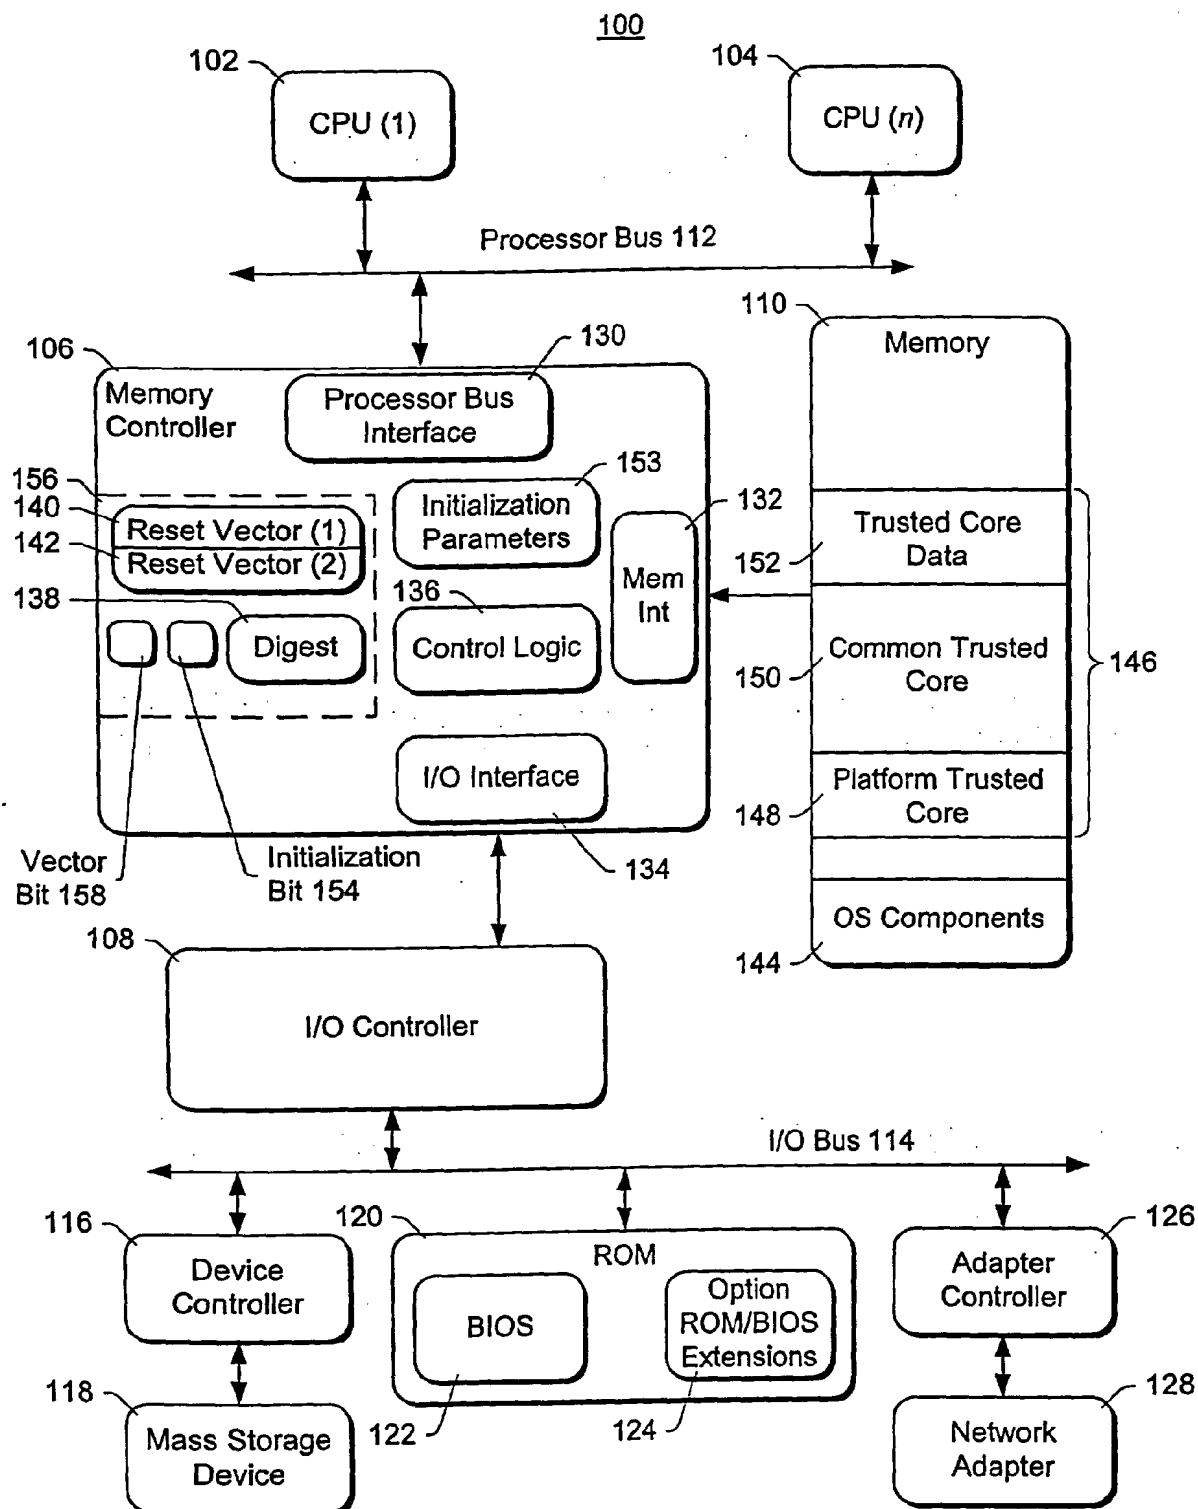 100
102
CPU (1)
104
CPU (n)
Processor Bus 112
106
Memory
Controller
130
Processor Bus
Interface
110
Memory
156
140
Reset Vector (1)
142
Reset Vector (2)
138
Digest
153
Initialization
Parameters
136
Control Logic
132
Mem
Int
Trusted Core
Data
152
Common Trusted
Core
150
146
Platform Trusted
Core
148
OS Components
144
I/O Interface
134
Vector
Bit 158
Initialization
Bit 154
108
I/O Controller
I/O Bus 114
116
Device
Controller
120
ROM
BIOS
Option
ROM/BIOS
Extensions
122
124
126
Adapter
Controller
118
Mass Storage
Device
128
Network
Adapter